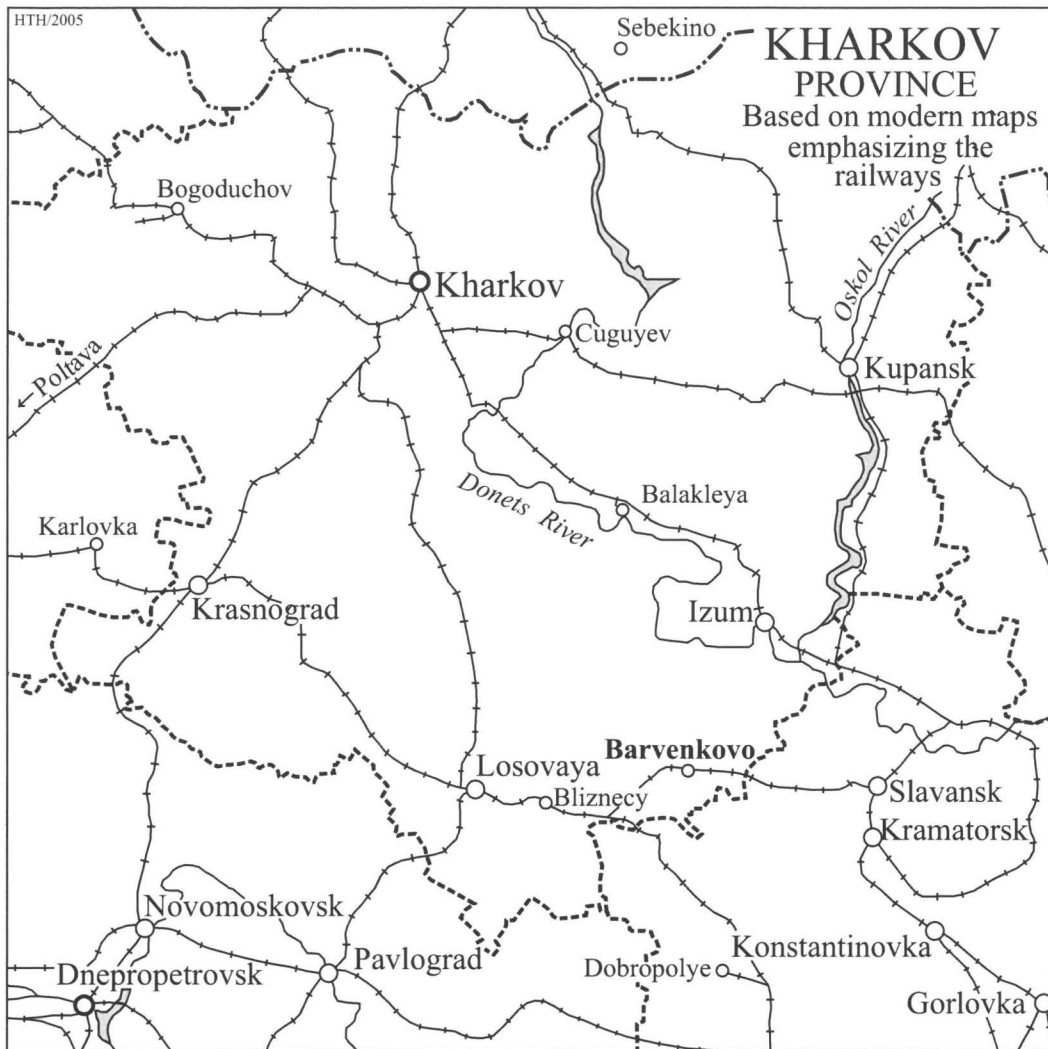 HTH/2005
Sebekino
KHARKOV
PROVINCE
Based on modern maps
emphasizing the
railways
Bogoduchov
Oskol River
Kharkov
Cuguyev
←Poltava
Kupansk
Donets River
Balakleya
Karlovka
Krasnograd
Izum
Barvenkovo
Losovaya
Bliznecy
Slavansk
Kramatorsk
Novomoskovsk
Konstantinovka
Pavlograd
Dobropolye
Dnepropetrovsk
Gorlovka